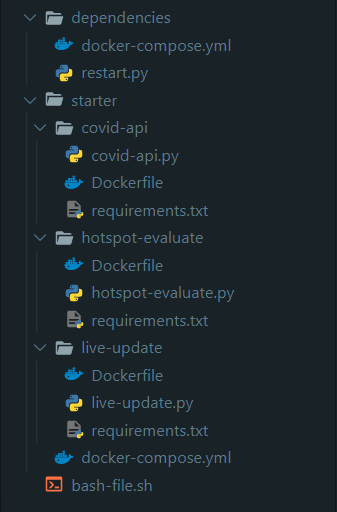 dependencies
docker-compose.yml
restart.py
starter
covid-api
covid-api.py
Dockerfile
requirements.txt
hotspot-evaluate
Dockerfile
hotspot-evaluate.py
requirements.txt
live-update
Dockerfile
live-update.py
requirements.txt
docker-compose.yml
bash-file.sh